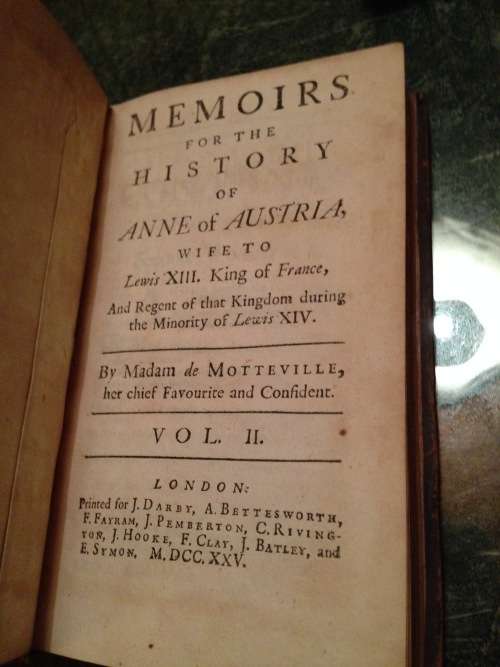 MEMOIRS
FOR THE
HISTORY
OF
ANNE of AUSTRIA,
WIFE TO
Lewis XIII. King of France,
And Regent of that Kingdom during
the Minority of Lewis XIV.
By Madam de MOTTEVILLE,
her chief Favourite and Confident.
VOL. II.
LONDON:
Printed for J. DARBY, A. BETTESWORTH,
F. FAYRAM, J. PEMBERTON, C. RIVING-
TON, J. HOOKE, F. CLAY, J. BATLEY, and
E. SYMON, M.DCC.XXV.